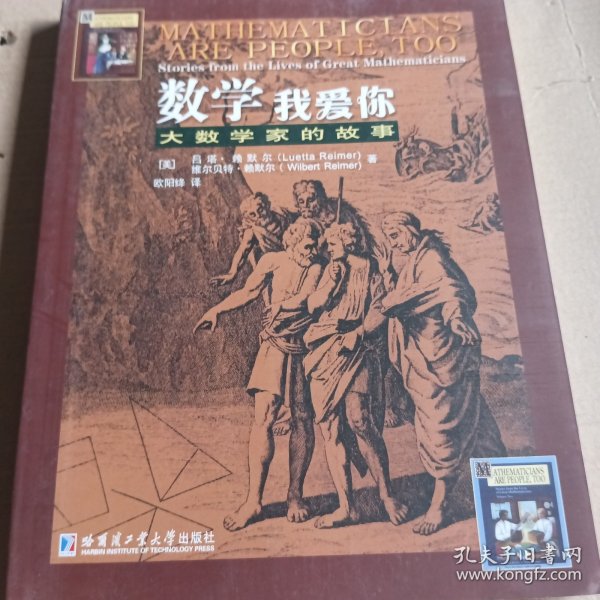 MATHEMATICIANS
ARE PEOPLE, TOO
Stories from the Lives of Great Mathematicians
数学 我爱你
大数学家的故事
[美] 吕塔·赖默尔(Luetta Reimer)
维尔贝特·赖默尔(Wilbert Reimer) 著
欧阳绛 译
MATHEMATICIANS
ARE PEOPLE, TOO
哈尔滨工业大学出版社
HARBIN INSTITUTE OF TECHNOLOGY PRESS
孔夫子旧书网
www.kongfz.com